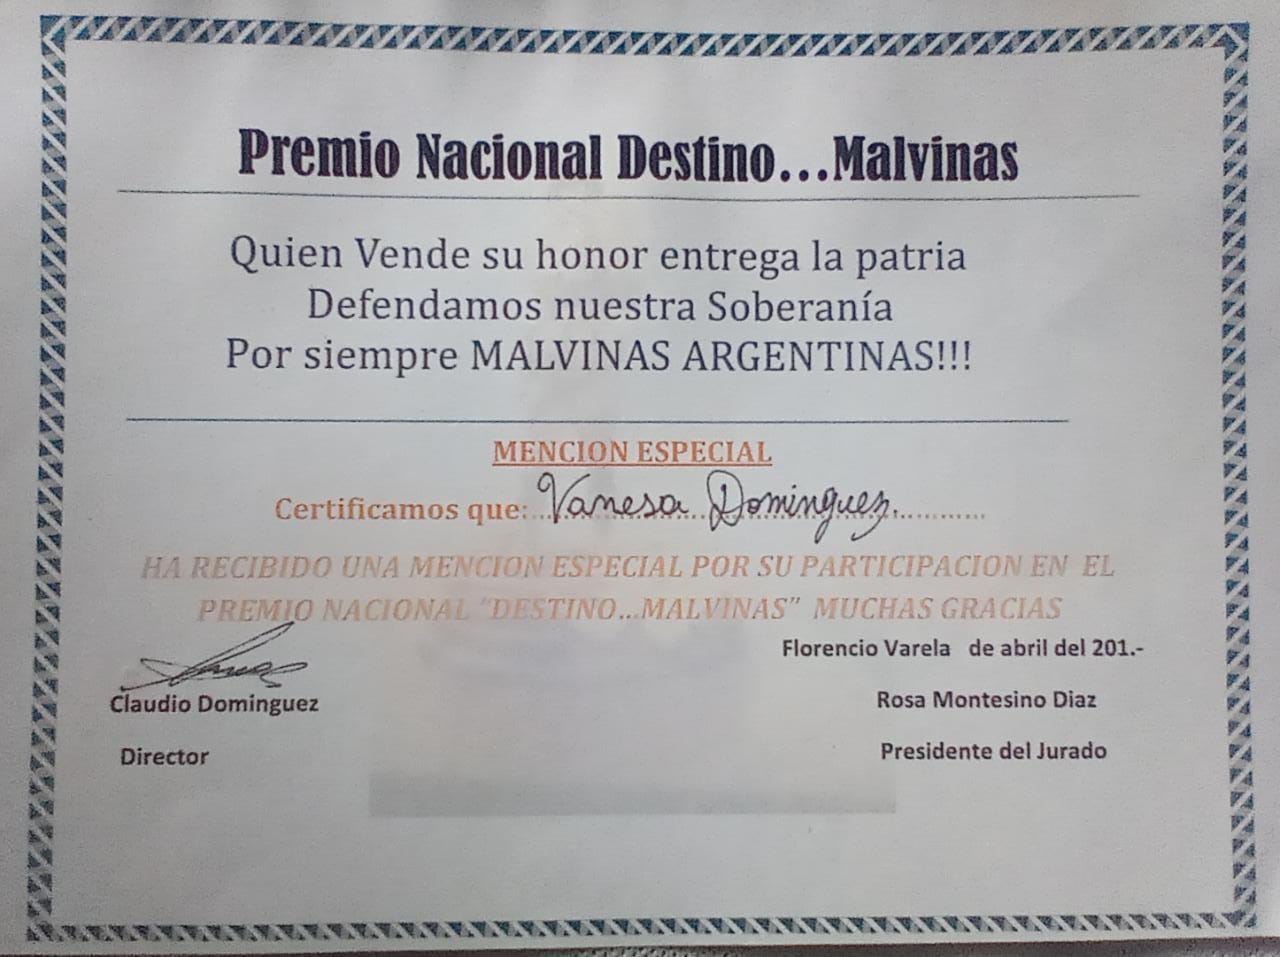 Premio Nacional Destino...Malvinas
Quien Vende su honor entrega la patria
Defendamos nuestra Soberanía
Por siempre MALVINAS ARGENTINAS!!!
MENCION ESPECIAL
Certificamos que: Vanesa Dominguez
HA RECIBIDO UNA MENCION ESPECIAL POR SU PARTICIPACION EN EL
PREMIO NACIONAL "DESTINO...MALVINAS" MUCHAS GRACIAS
Florencio Varela de abril del 201.-
Claudio Dominguez
Rosa Montesino Diaz
Director
Presidente del Jurado